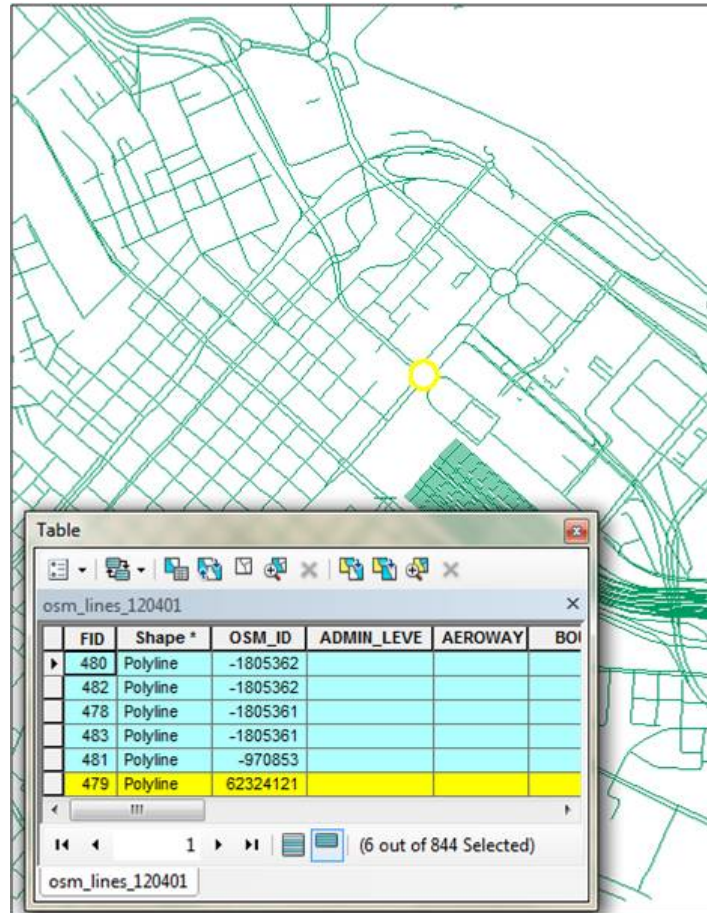 Table
osm_lines_120401
FID Shape * OSM_ID ADMIN_LEVE AEROWAY BOU
480 Polyline -1805362
482 Polyline -1805362
478 Polyline -1805361
483 Polyline -1805361
481 Polyline -970853
479 Polyline 62324121
1 (6 out of 844 Selected)
osm_lines_120401